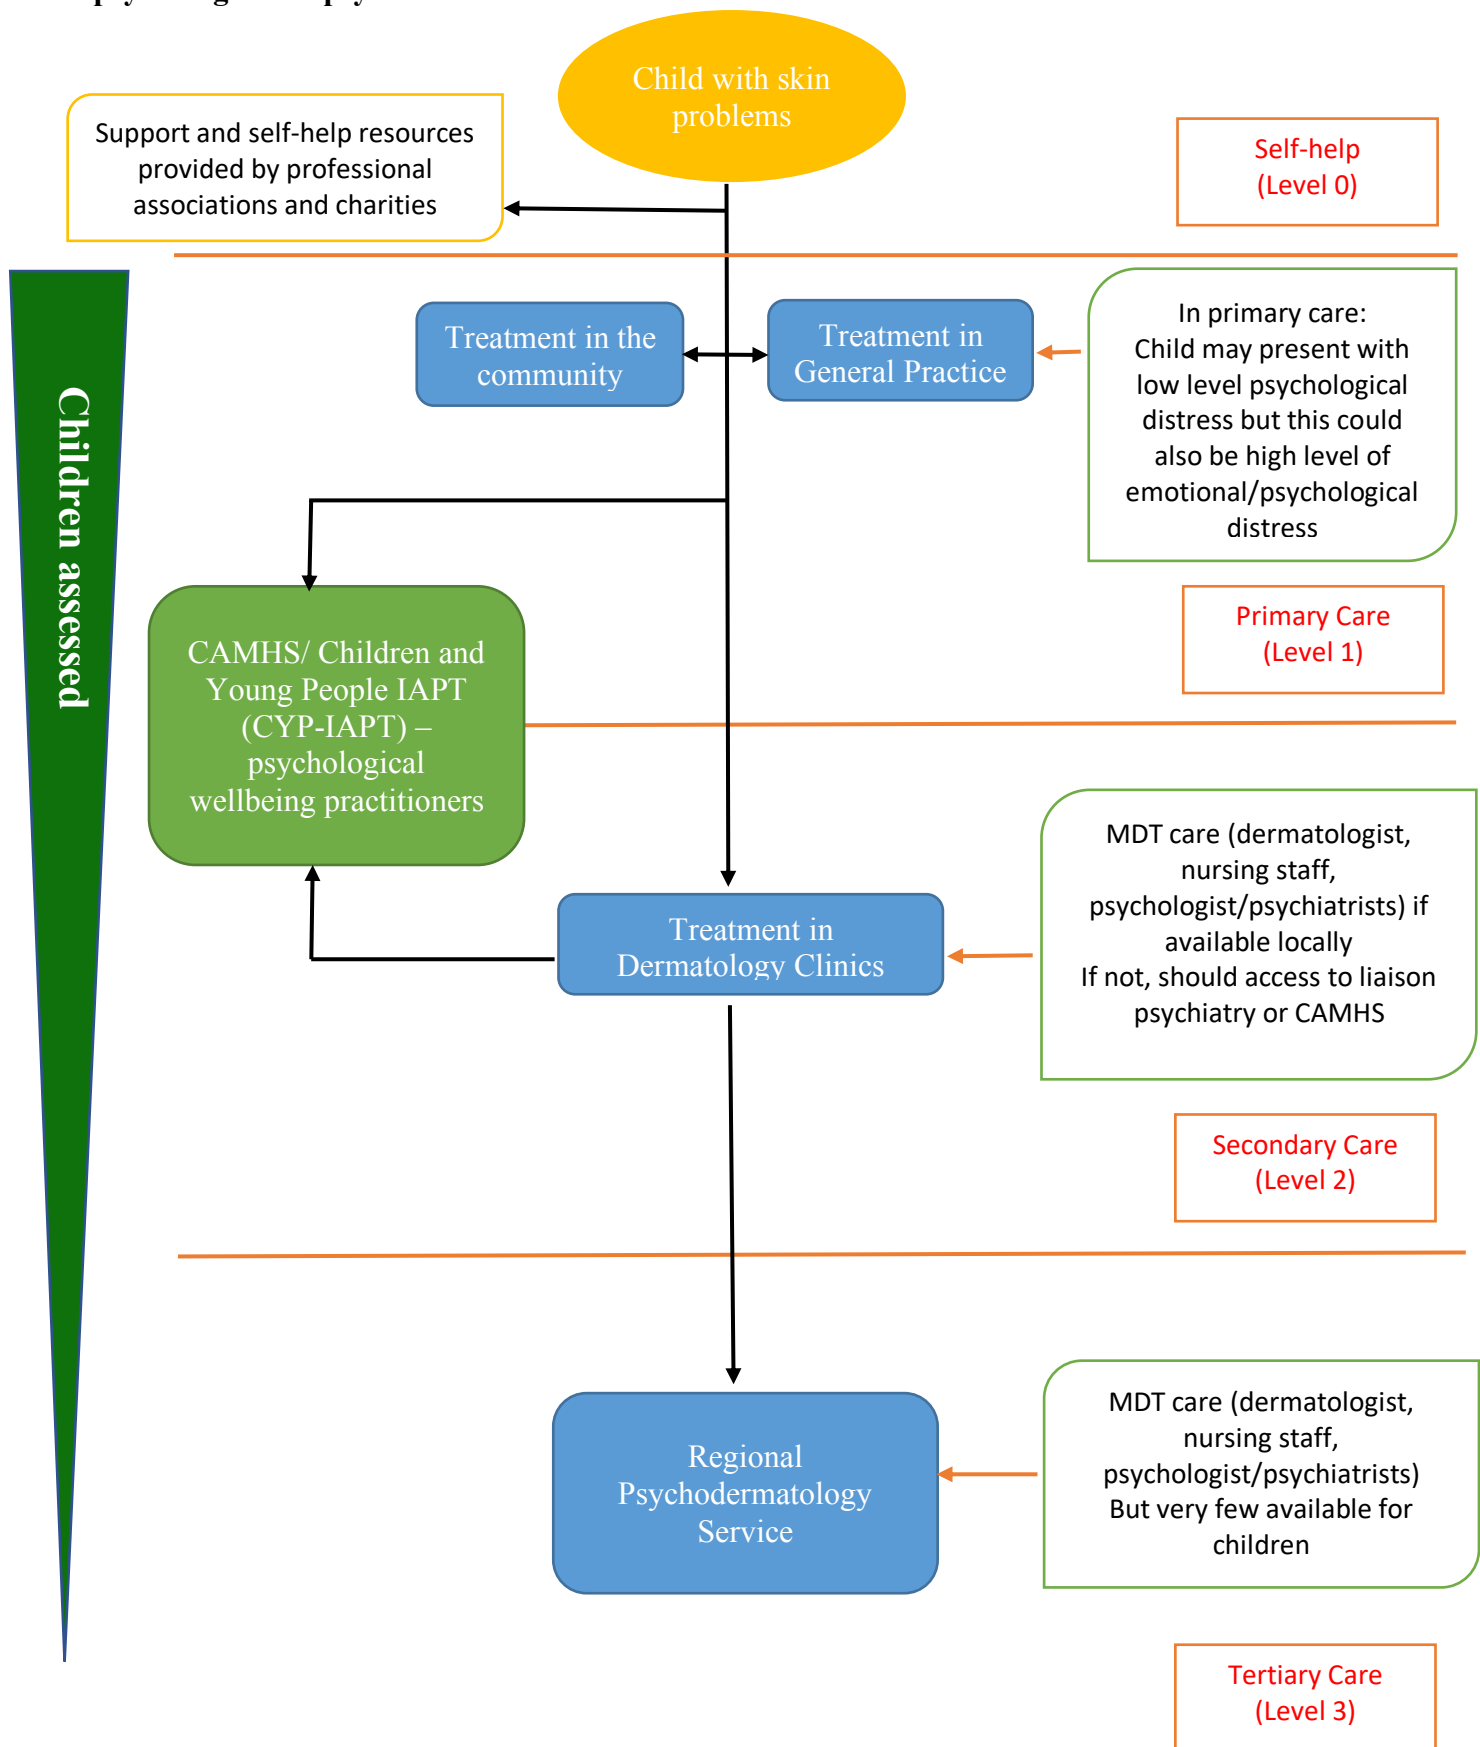 Child with skin
problems
Support and self-help resources
provided by professional
associations and charities
Self-help
(Level 0)
Children assessed
Treatment in the
community
Treatment in
General Practice
In primary care:
Child may present with
low level psychological
distress but this could
also be high level of
emotional/psychological
distress
CAMHS/ Children and
Young People IAPT
(CYP-IAPT) –
psychological
wellbeing practitioners
Primary Care
(Level 1)
Treatment in
Dermatology Clinics
MDT care (dermatologist,
nursing staff,
psychologist/psychiatrists) if
available locally
If not, should access to liaison
psychiatry or CAMHS
Secondary Care
(Level 2)
Regional
Psychodermatology
Service
MDT care (dermatologist,
nursing staff,
psychologist/psychiatrists)
But very few available for
children
Tertiary Care
(Level 3)